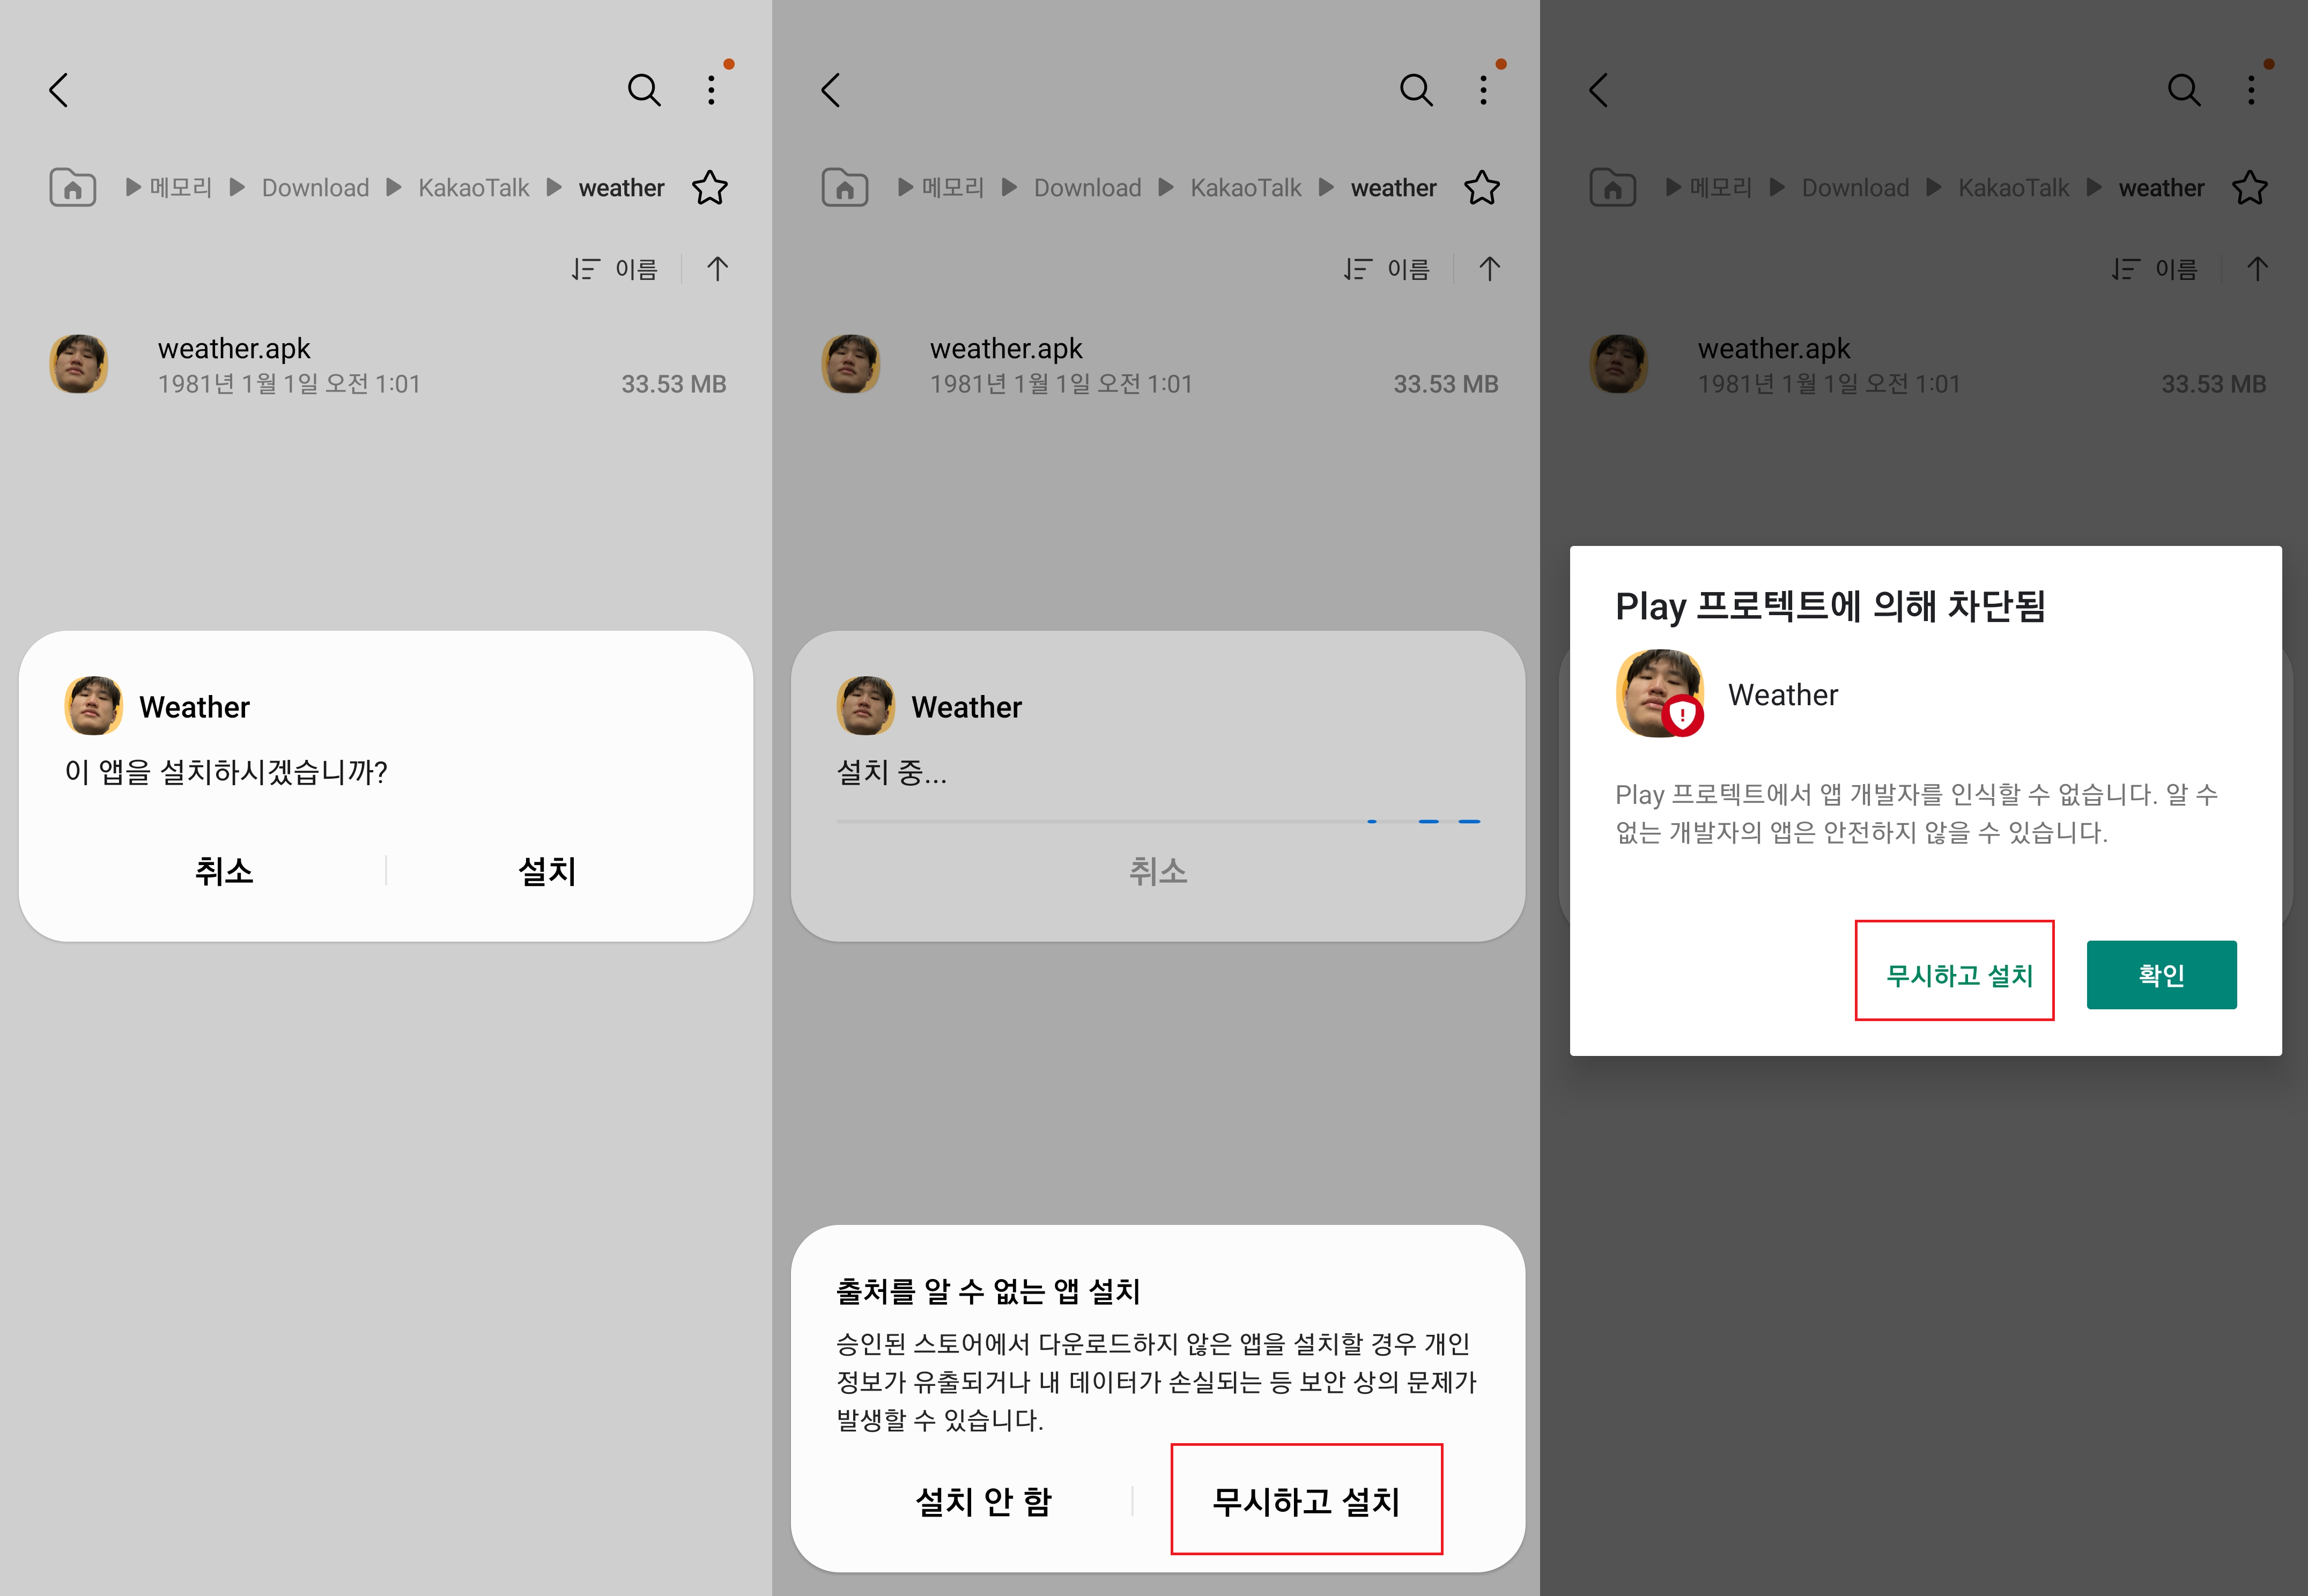 메모리 Download KakaoTalk weather
이름
weather.apk
1981년 1월 1일 오전 1:01 33.53 MB
Weather
이 앱을 설치하시겠습니까?
취소 설치
메모리 Download KakaoTalk weather
이름
weather.apk
1981년 1월 1일 오전 1:01 33.53 MB
Weather
설치 중...
취소
출처를 알 수 없는 앱 설치
승인된 스토어에서 다운로드하지 않은 앱을 설치할 경우 개인
정보가 유출되거나 내 데이터가 손실되는 등 보안 상의 문제가
발생할 수 있습니다.
설치 안 함 무시하고 설치
메모리 Download KakaoTalk weather
이름
weather.apk
1981년 1월 1일 오전 1:01 33.53 MB
Play 프로텍트에 의해 차단됨
Weather
Play 프로텍트에서 앱 개발자를 인식할 수 없습니다. 알 수
없는 개발자의 앱은 안전하지 않을 수 있습니다.
무시하고 설치 확인